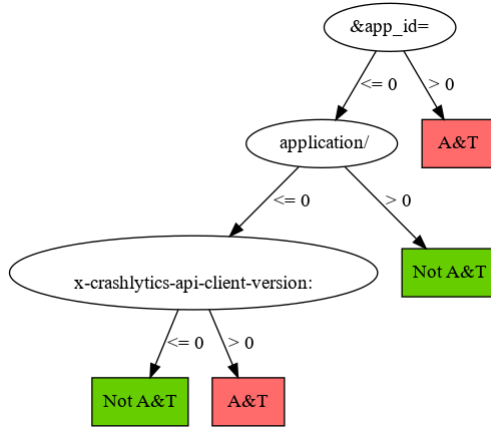 &app_id=
<= 0
> 0
application/
A&T
<= 0
> 0
x-crashlytics-api-client-version:
Not A&T
<= 0
> 0
Not A&T
A&T